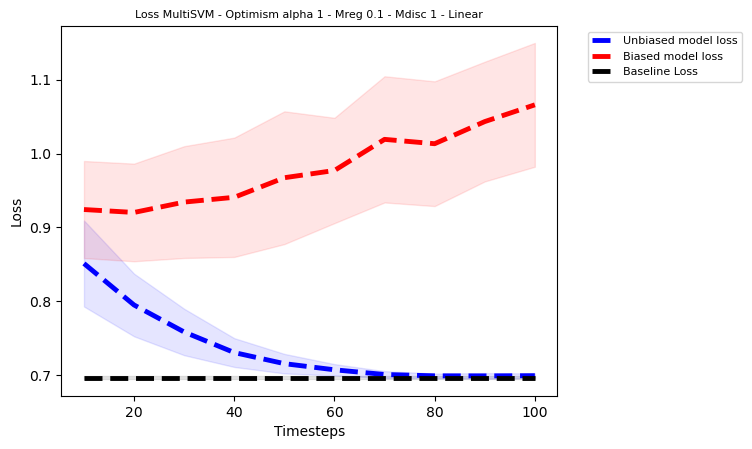 Loss MultiSVM - Optimism alpha 1 - Mreg 0.1 - Mdisc 1 - Linear
Unbiased model loss
Biased model loss
Baseline Loss
1.1
1.0
0.9
0.8
0.7
Loss
20 40 60 80 100
Timesteps